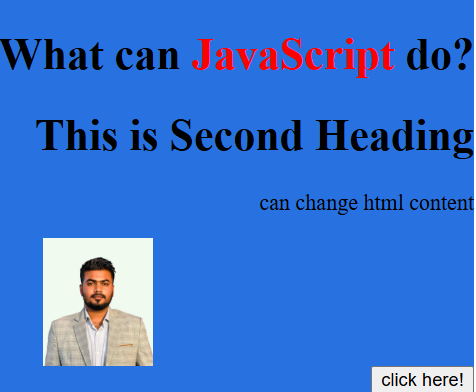 What can JavaScript do?
This is Second Heading
can change html content
click here!